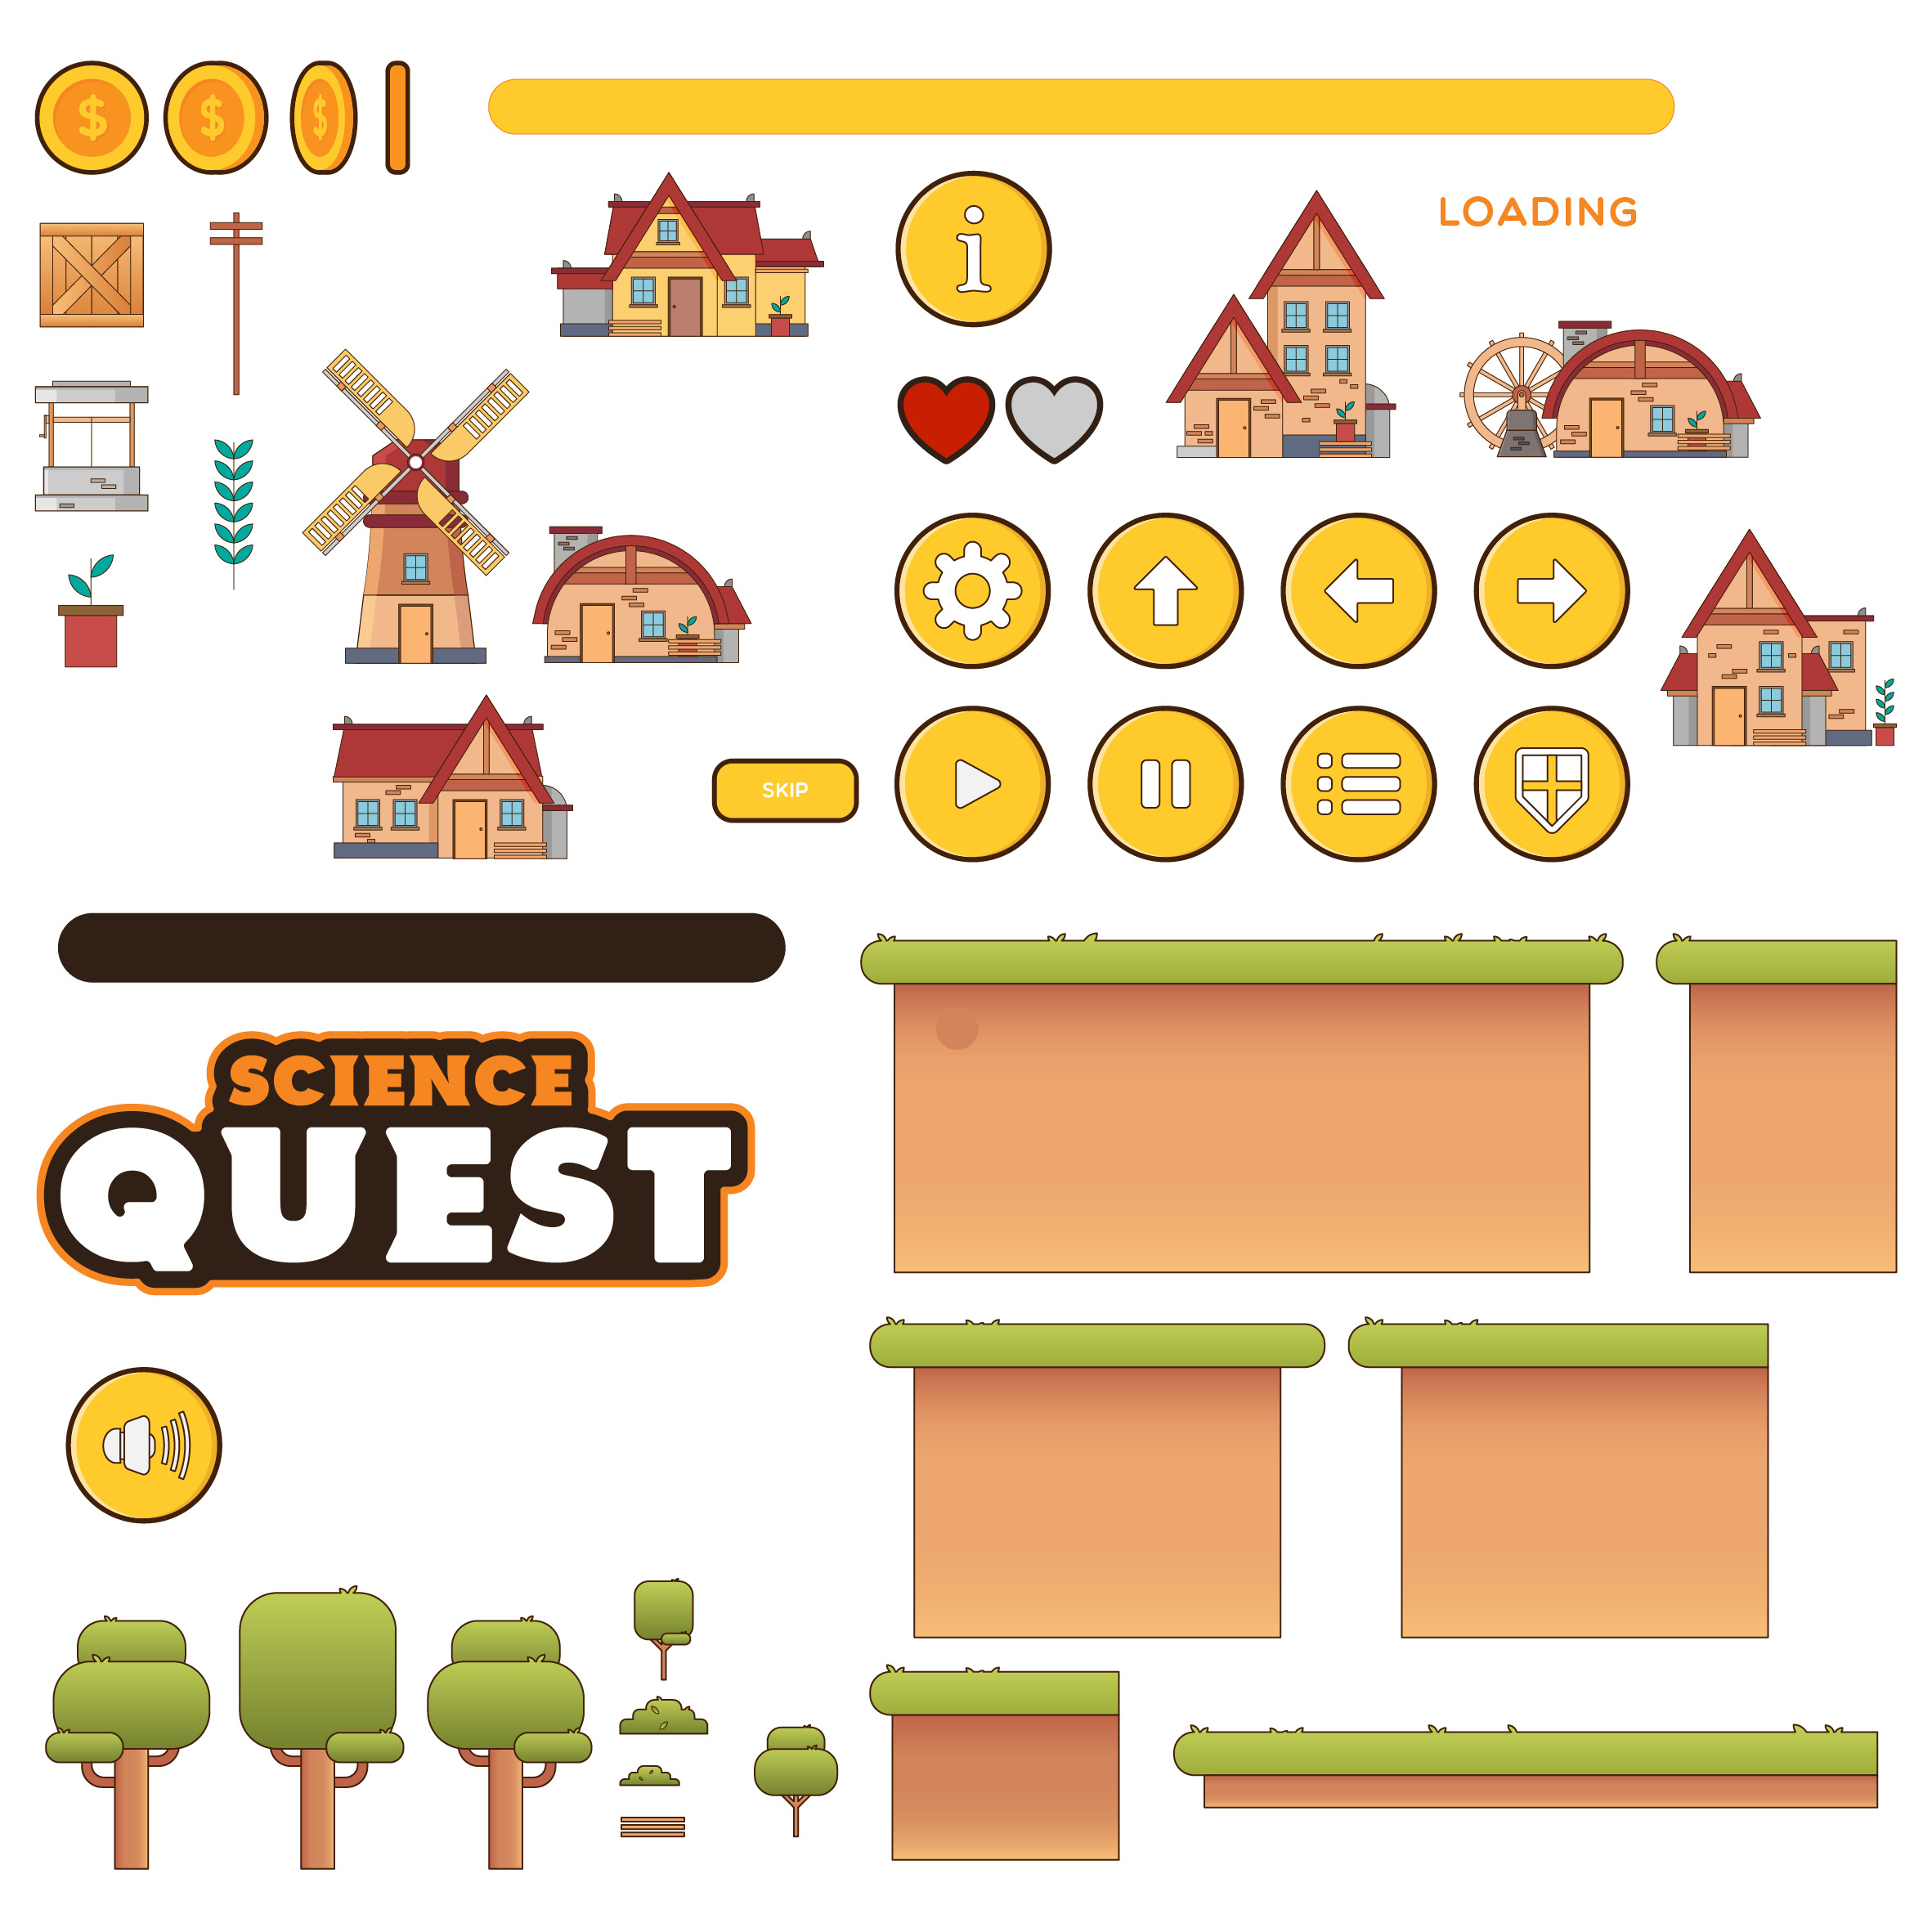 $ $ $
LOADING
i
SKIP
SCIENCE
QUEST